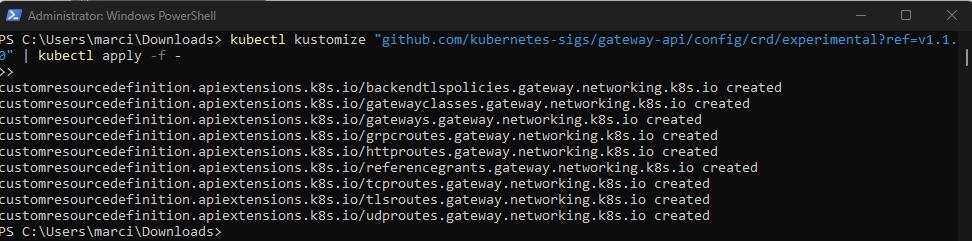 Administrator: Windows PowerShell
PS C:\Users\marci\Downloads> kubectl kustomize "github.com/kubernetes-sigs/gateway-api/config/crd/experimental?ref=v1.1.
0" | kubectl apply -f -
>>
customresourcedefinition.apiextensions.k8s.io/backendtlspolicies.gateway.networking.k8s.io created
customresourcedefinition.apiextensions.k8s.io/gatewayclasses.gateway.networking.k8s.io created
customresourcedefinition.apiextensions.k8s.io/gateways.gateway.networking.k8s.io created
customresourcedefinition.apiextensions.k8s.io/grpcroutes.gateway.networking.k8s.io created
customresourcedefinition.apiextensions.k8s.io/httproutes.gateway.networking.k8s.io created
customresourcedefinition.apiextensions.k8s.io/referencegrants.gateway.networking.k8s.io created
customresourcedefinition.apiextensions.k8s.io/tcproutes.gateway.networking.k8s.io created
customresourcedefinition.apiextensions.k8s.io/tlsroutes.gateway.networking.k8s.io created
customresourcedefinition.apiextensions.k8s.io/udproutes.gateway.networking.k8s.io created
PS C:\Users\marci\Downloads>